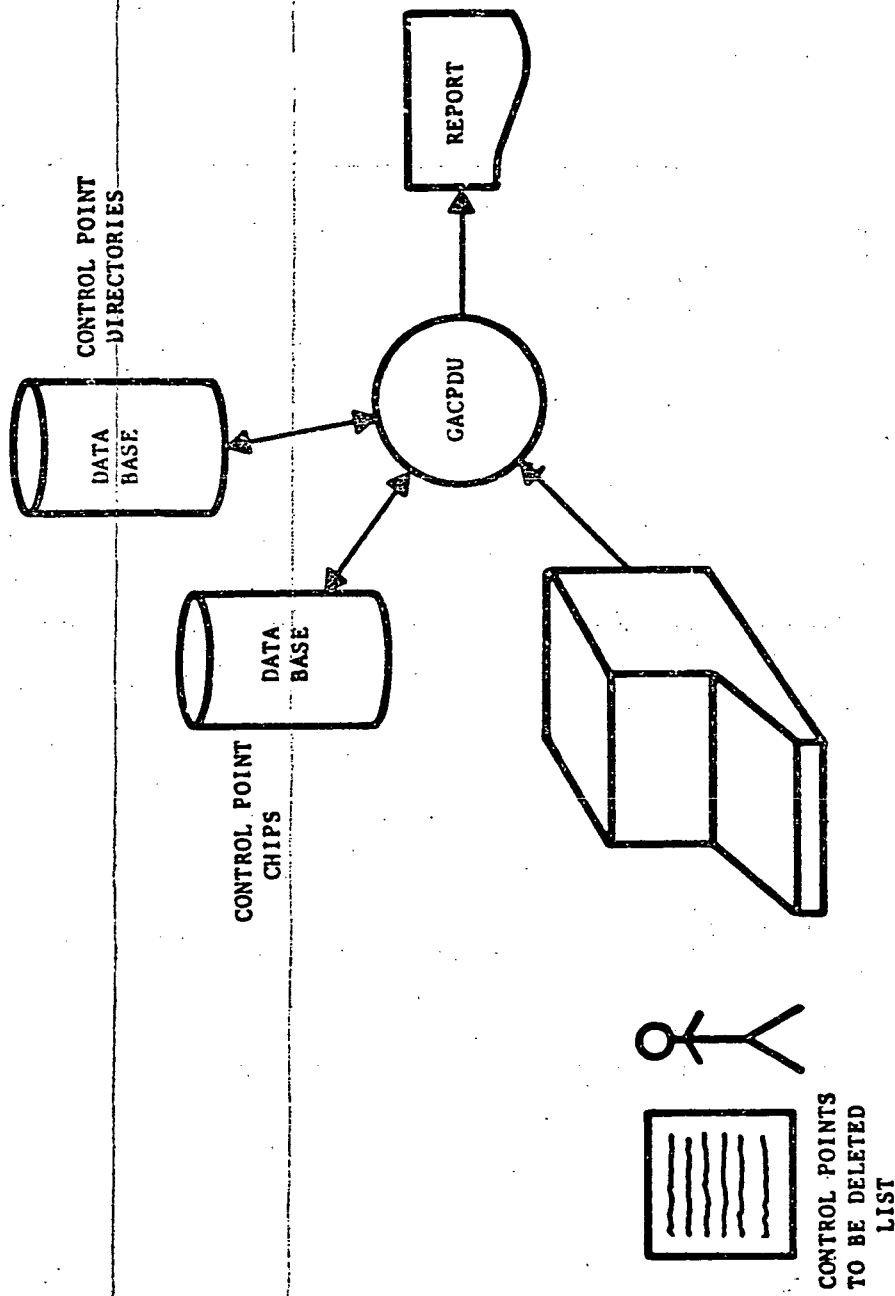 CONTROL POINT
DIRECTORIES
DATA
BASE
CONTROL POINT
CHIPS
DATA
BASE
GACPDU
REPORT
CONTROL POINTS
TO BE DELETED
LIST